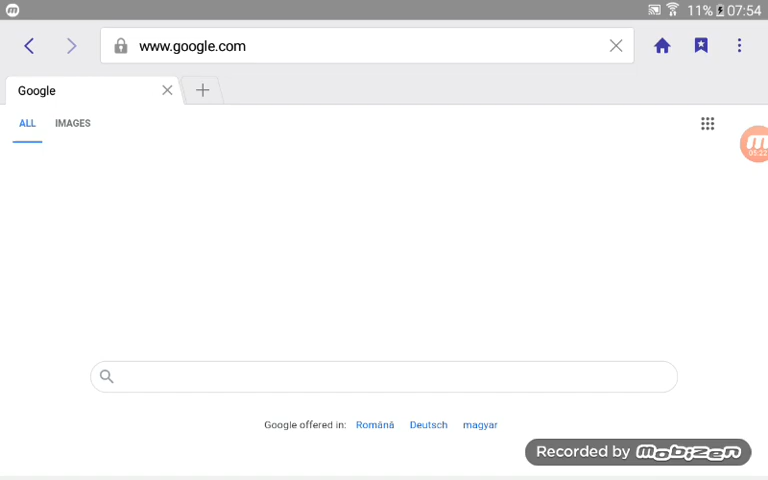 11% 07:54
www.google.com
Google
ALL IMAGES
Google offered in: Română Deutsch magyar
Recorded by mobizen